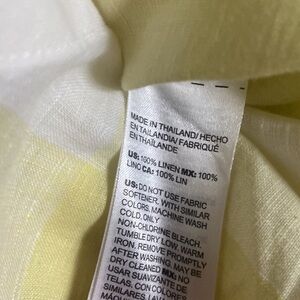 MADE IN THAILAND/ HECHO
EN TAILANDIA/ FABRIQUÉ
EN THAÏLANDE
US: 100% LINEN MX: 100%
LINO CA: 100% LIN
US: DO NOT USE FABRIC
SOFTENER. WITH SIMILAR
COLORS. MACHINE WASH
COLD. ONLY
NON-CHLORINE BLEACH.
TUMBLE DRY LOW. WARM
IRON. REMOVE PROMPTLY
AFTER WASHING. MAY BE
DRY CLEANED MX: NO
USAR SUAVIZANTE DE
TELAS. CON COLORES
SIMILARES. LAVAR